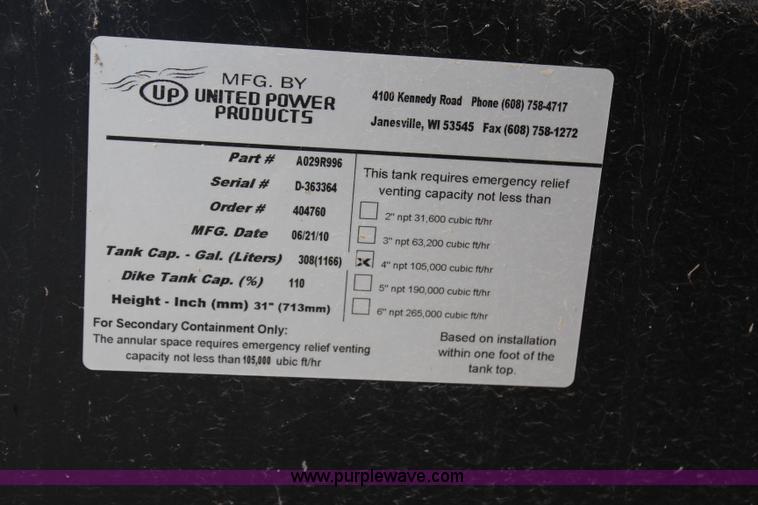 UP
MFG. BY
UNITED POWER
PRODUCTS
4100 Kennedy Road Phone (608) 758-4717
Janesville, WI 53545 Fax (608) 758-1272
Part # A029R996
Serial # D-363364
Order # 404760
MFG. Date 06/21/10
Tank Cap. - Gal. (Liters) 308(1166)
Dike Tank Cap. (%) 110
Height - Inch (mm) 31" (713mm)
For Secondary Containment Only:
The annular space requires emergency relief venting
capacity not less than 105,000 ubic ft/hr
This tank requires emergency relief
venting capacity not less than
2" npt 31,600 cubic ft/hr
3" npt 63,200 cubic ft/hr
X 4" npt 105,000 cubic ft/hr
5" npt 190,000 cubic ft/hr
6" npt 265,000 cubic ft/hr
Based on installation
within one foot of the
tank top.
www.purplewave.com